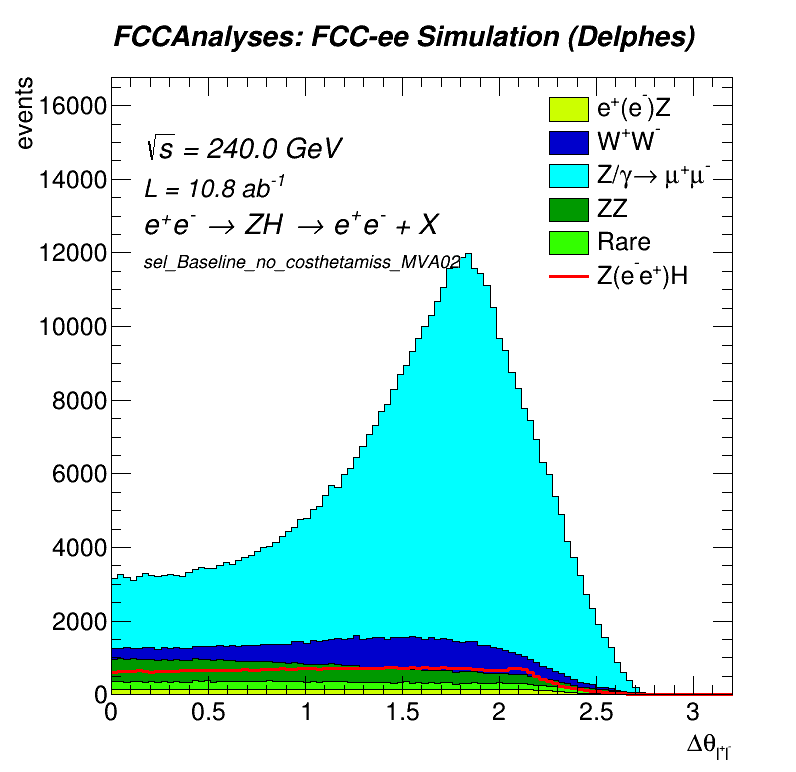 FCCAnalyses: FCC-ee Simulation (Delphes)
events
16000
14000
12000
10000
8000
6000
4000
2000
0
√s = 240.0 GeV
L = 10.8 ab⁻¹
e⁺e⁻ → ZH → e⁺e⁻ + X
sel_Baseline_no_costhetamiss_MVA02
e⁺(e⁻)Z
W⁺W⁻
Z/γ→ μ⁺μ⁻
ZZ
Rare
Z(e⁻e⁺)H
0 0.5 1 1.5 2 2.5 3
Δθ_{l⁺l⁻}